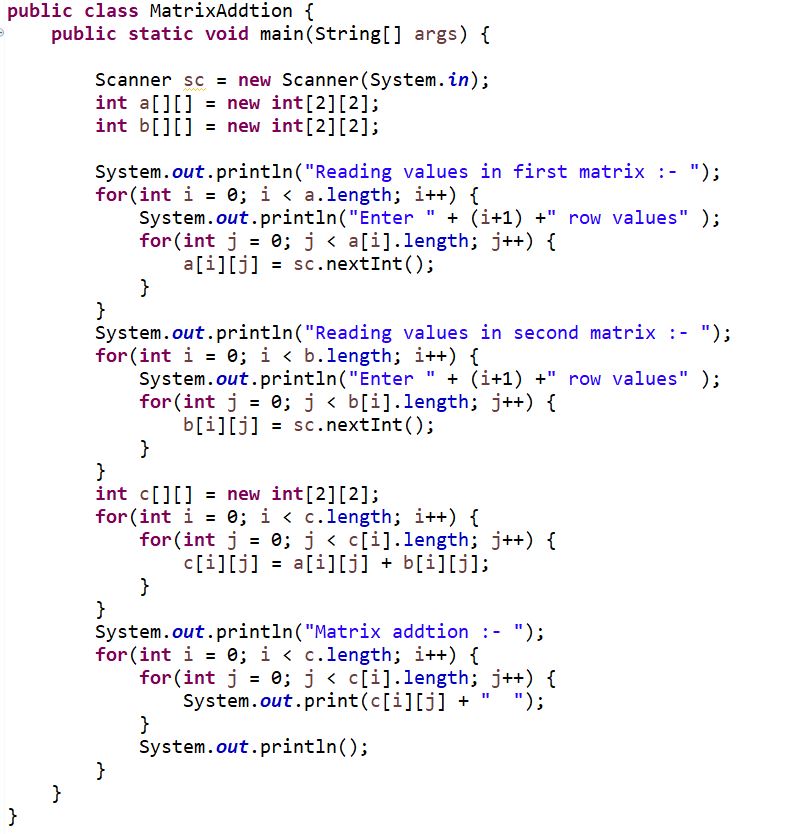 public class MatrixAddtion {
    public static void main(String[] args) {

        Scanner sc = new Scanner(System.in);
        int a[][] = new int[2][2];
        int b[][] = new int[2][2];

        System.out.println("Reading values in first matrix :- ");
        for(int i = 0; i < a.length; i++) {
            System.out.println("Enter " + (i+1) +" row values" );
            for(int j = 0; j < a[i].length; j++) {
                a[i][j] = sc.nextInt();
            }
        }
        System.out.println("Reading values in second matrix :- ");
        for(int i = 0; i < b.length; i++) {
            System.out.println("Enter " + (i+1) +" row values" );
            for(int j = 0; j < b[i].length; j++) {
                b[i][j] = sc.nextInt();
            }
        }
        int c[][] = new int[2][2];
        for(int i = 0; i < c.length; i++) {
            for(int j = 0; j < c[i].length; j++) {
                c[i][j] = a[i][j] + b[i][j];
            }
        }
        System.out.println("Matrix addtion :- ");
        for(int i = 0; i < c.length; i++) {
            for(int j = 0; j < c[i].length; j++) {
                System.out.print(c[i][j] + "  ");
            }
            System.out.println();
        }
    }
}